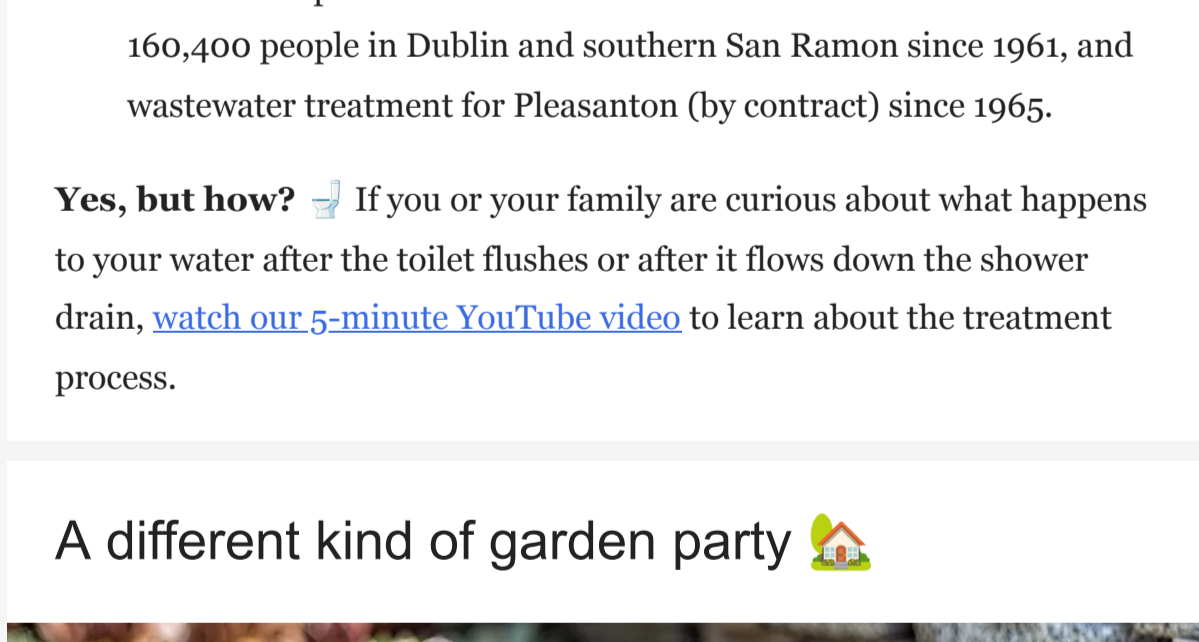 160,400 people in Dublin and southern San Ramon since 1961, and
wastewater treatment for Pleasanton (by contract) since 1965.
Yes, but how? 🚽 If you or your family are curious about what happens
to your water after the toilet flushes or after it flows down the shower
drain, watch our 5-minute YouTube video to learn about the treatment
process.
A different kind of garden party 🏡